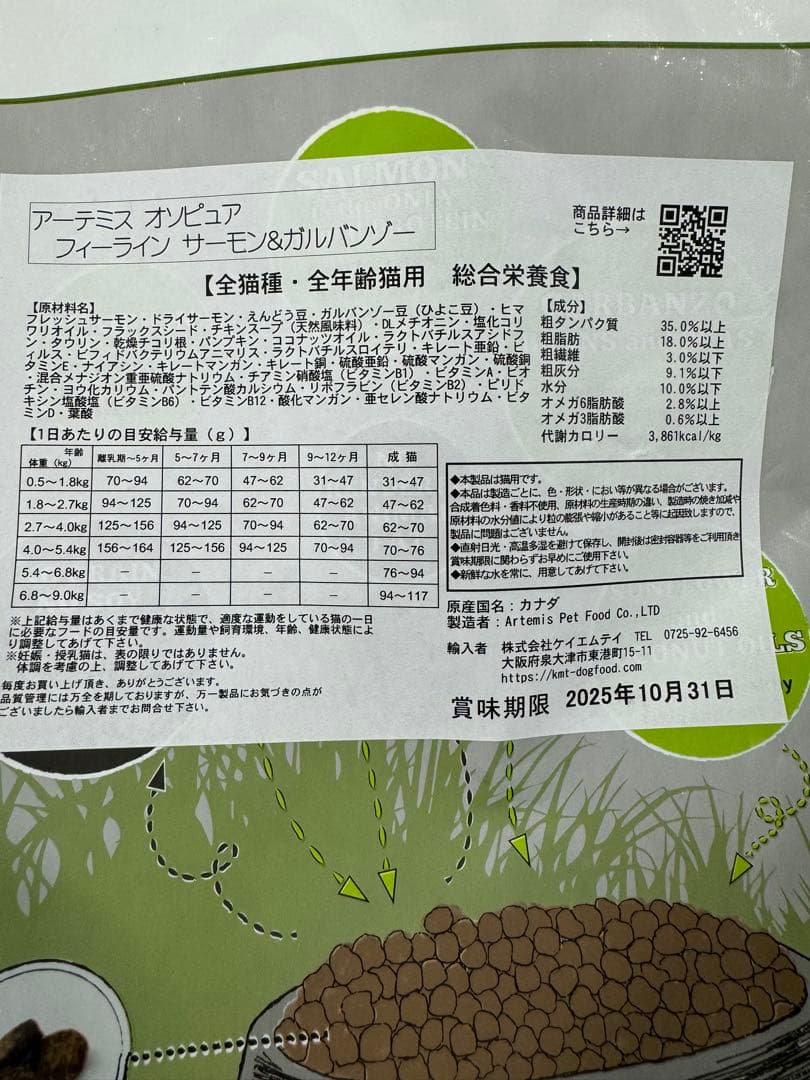 SALMON
アーテミス オソピュア
フィーライン サーモン&ガルバンゾー
商品詳細は
こちら→
【全猫種・全年齢猫用 総合栄養食】
【原材料名】
フレッシュサーモン・ドライサーモン・えんどう豆・ガルバンゾー豆（ひよこ豆）・ヒマ
ワリオイル・フラックスシード・チキンスープ（天然風味料）・DLメチオニン・塩化コリ
ン・タウリン・乾燥チコリ根・パンプキン・ココナッツオイル・ラクトバチルスアシドフ
ィルス・ビフィドバクテリウムアニマリス・ラクトバチルスロイテリ・キレート亜鉛・ビ
タミンE・ナイアシン・キレートマンガン・キレート銅・硫酸亜鉛・硫酸マンガン・硫酸銅
・混合メナジオン重亜硫酸ナトリウム・チアミン硝酸塩（ビタミンB1）・ビタミンA・ビオ
チン・ヨウ化カリウム・パントテン酸カルシウム・リボフラビン（ビタミンB2）・ピリド
キシン塩酸塩（ビタミンB6）・ビタミンB12・酸化マンガン・亜セレン酸ナトリウム・ビタ
ミンD・葉酸
【成分】
粗タンパク質 35.0％以上
粗脂肪 18.0％以上
粗繊維 3.0％以下
粗灰分 9.1％以下
水分 10.0％以下
オメガ6脂肪酸 2.8％以上
オメガ3脂肪酸 0.6％以上
代謝カロリー 3,861kcal/kg
【1日あたりの目安給与量（g）】
年齢
体重（kg） 離乳期～5ヶ月 5～7ヶ月 7～9ヶ月 9～12ヶ月 成 猫
0.5～1.8kg 70～94 62～70 47～62 31～47 31～47
1.8～2.7kg 94～125 70～94 62～70 47～62 47～62
2.7～4.0kg 125～156 94～125 70～94 62～70 62～70
4.0～5.4kg 156～164 125～156 94～125 70～94 70～76
5.4～6.8kg － － － － 76～94
6.8～9.0kg － － － － 94～117
◆本製品は猫用です。
◆本品は製造ごとに、色・形状・におい等が異なる場合がございます。
合成着色料・香料不使用、原材料の生産時期の違い、製造時の焼き加減や
原材料の水分値により粒の膨張や縮小があること等に起因致しますので、
製品に問題はございません。
◆直射日光・高温多湿を避けて保存し、開封後は密封容器等をご利用頂き
賞味期限に関わらずお早めにご使用下さい。
◆新鮮な水を常に、用意してあげて下さい。
※上記給与量はあくまで健康な状態で、適度な運動をしている猫の一日
に必要なフードの目安量です。運動量や飼育環境、年齢、健康状態によ
り調整してあげて下さい。
※妊娠・授乳猫は、表の限りではありません。
体調を考慮の上、調整してあげて下さい。
毎度お買い上げ頂き、ありがとうございます。
品質管理には万全を期しておりますが、万一製品にお気づきの点が
ございましたら輸入者までお問合せ下さい。
原産国名：カナダ
製造者：Artemis Pet Food Co.,LTD
輸入者 株式会社ケイエムテイ TEL 0725-92-6456
大阪府泉大津市東港町15-11
https://kmt-dogfood.com
賞味期限 2025年10月31日